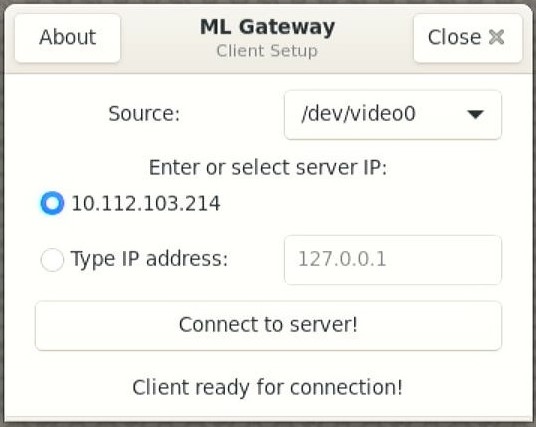 About
ML Gateway
Client Setup
Close
Source: /dev/video0
Enter or select server IP:
10.112.103.214
Type IP address: 127.0.0.1
Connect to server!
Client ready for connection!